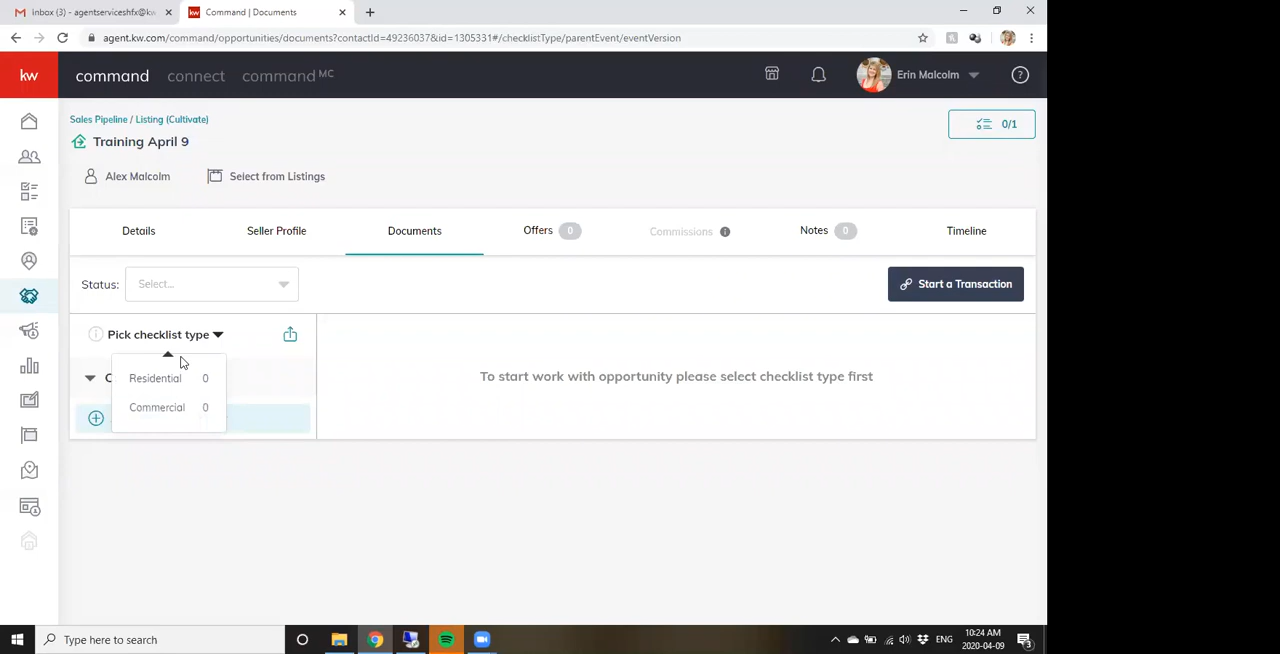 inbox (3) - agentserviceshfx@kw
kw Command | Documents
agent.kw.com/command/opportunities/documents?contactId=49236037&id=1305331#/checklistType/parentEvent/eventVersion
kw command connect command MC Erin Malcolm ?
Sales Pipeline / Listing (Cultivate)
0/1
Training April 9
Alex Malcolm Select from Listings
Details Seller Profile Documents Offers 0 Commissions Notes 0 Timeline
Status: Select... Start a Transaction
Pick checklist type
C
Residential 0
Commercial 0
To start work with opportunity please select checklist type first
Type here to search
ENG
10:24 AM
2020-04-09
3